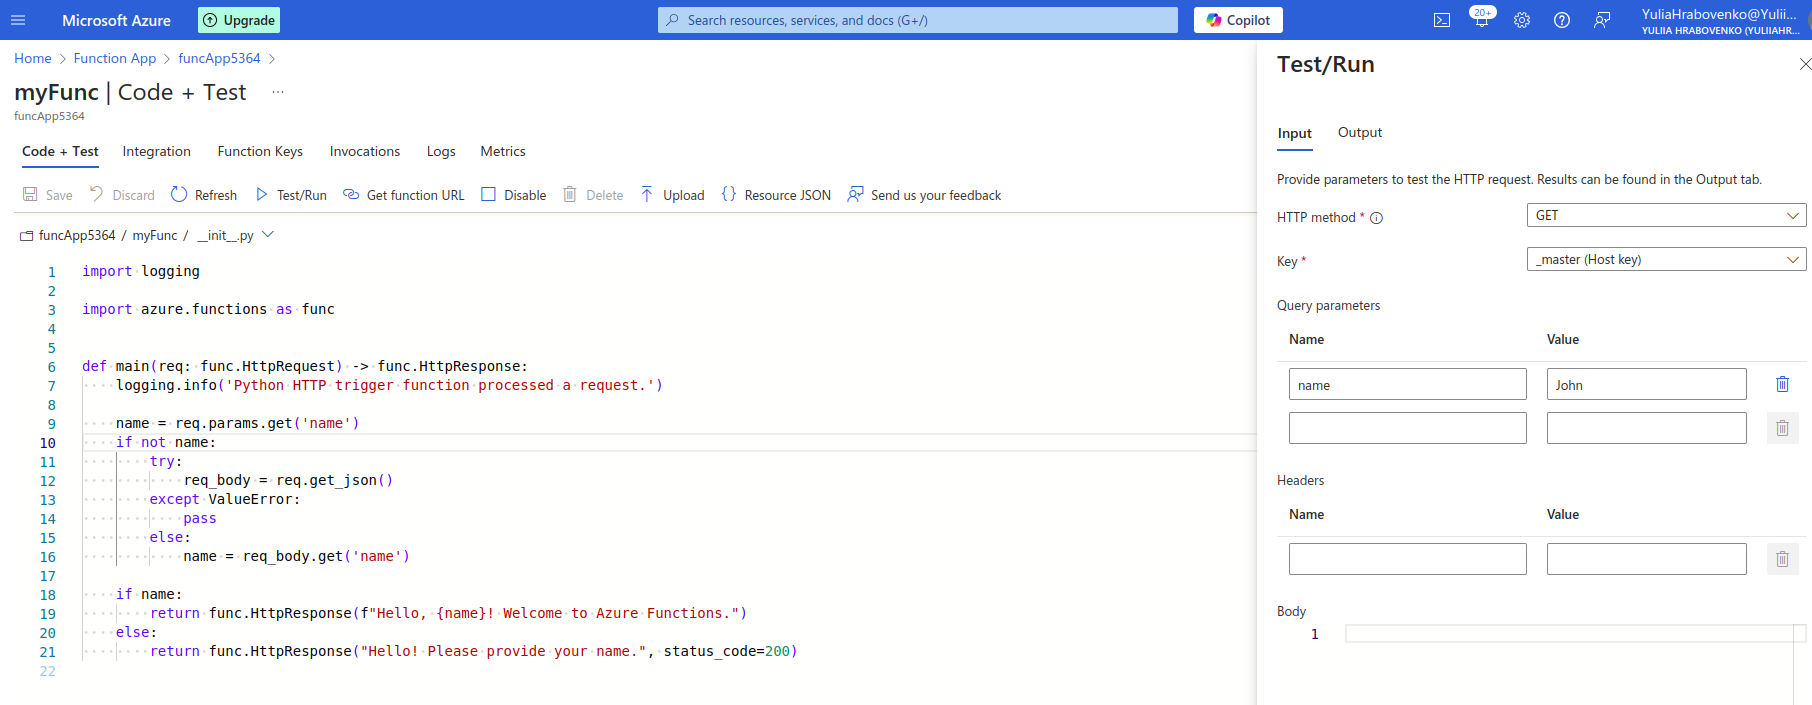 Microsoft Azure
Upgrade
Search resources, services, and docs (G+/)
Copilot
20+
YuliaHrabovenko@Yulii...
YULIIA HRABOVENKO (YULIIAHR...
Home > Function App > funcApp5364 >
myFunc | Code + Test ...
funcApp5364
Code + Test Integration Function Keys Invocations Logs Metrics
Save Discard Refresh Test/Run Get function URL Disable Delete Upload {} Resource JSON Send us your feedback
funcApp5364 / myFunc / __init__.py
1 import logging
2
3 import azure.functions as func
4
5
6 def main(req: func.HttpRequest) -> func.HttpResponse:
7     logging.info('Python HTTP trigger function processed a request.')
8
9     name = req.params.get('name')
10     if not name:
11         try:
12             req_body = req.get_json()
13         except ValueError:
14             pass
15         else:
16             name = req_body.get('name')
17
18     if name:
19         return func.HttpResponse(f"Hello, {name}! Welcome to Azure Functions.")
20     else:
21         return func.HttpResponse("Hello! Please provide your name.", status_code=200)
22
Test/Run
Input Output
Provide parameters to test the HTTP request. Results can be found in the Output tab.
HTTP method * GET
Key * _master (Host key)
Query parameters
Name Value
name John
Headers
Name Value
Body
1